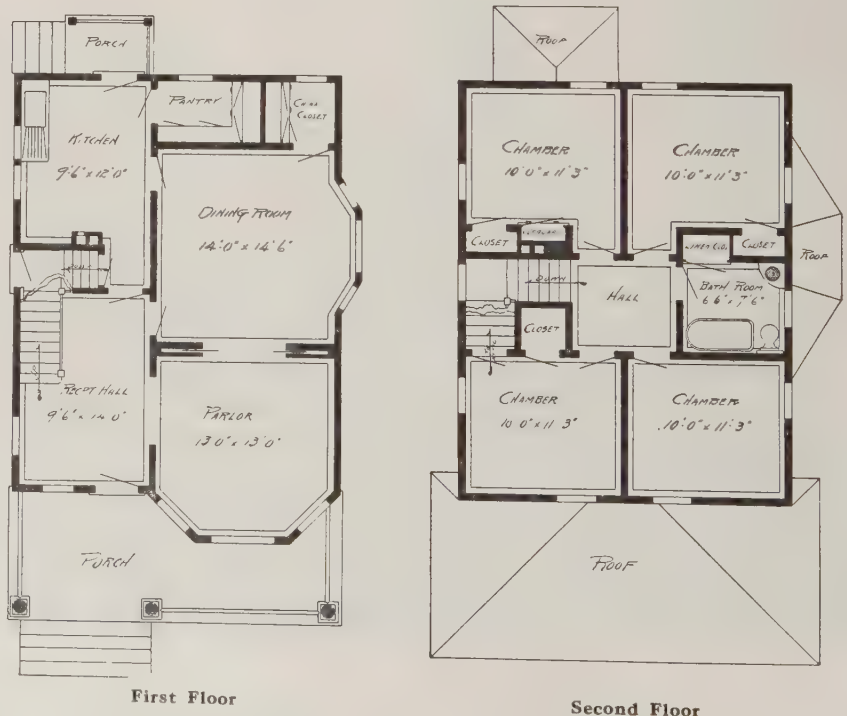 PORCH
PANTRY
CHINA
CLOSET
KITCHEN
9'6" x 12'0"
DINING ROOM
14'0" x 14'6"
RECPT HALL
9'6" x 14'0"
PARLOR
13'0" x 13'0"
PORCH
First Floor
ROOF
CHAMBER
10'0" x 11'3"
CHAMBER
10'0" x 11'3"
CLOSET
LINEN CLO.
CLOSET
ROOF
DOWN
HALL
BATH ROOM
6'6" x 7'6"
CLOSET
CHAMBER
10'0" x 11'3"
CHAMBER
10'0" x 11'3"
ROOF
Second Floor